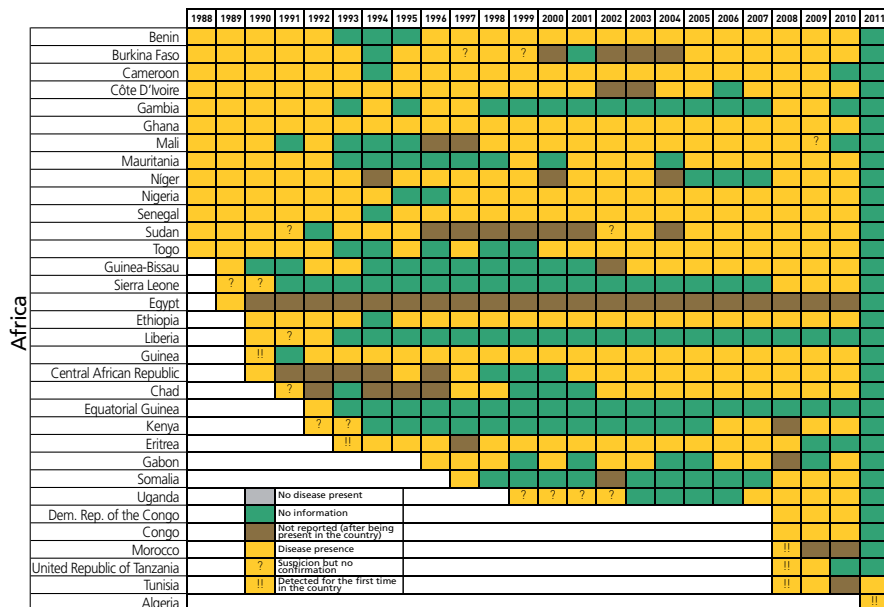 1988 1989 1990 1991 1992 1993 1994 1995 1996 1997 1998 1999 2000 2001 2002 2003 2004 2005 2006 2007 2008 2009 2010 2011
Africa
Benin
Burkina Faso ? ?
Cameroon
Côte D'Ivoire
Gambia
Ghana
Mali ?
Mauritania
Níger
Nigeria
Senegal
Sudan ? ?
Togo
Guinea-Bissau
Sierra Leone ? ?
Egypt
Ethiopia
Liberia ?
Guinea !!
Central African Republic
Chad ?
Equatorial Guinea
Kenya ? ?
Eritrea !!
Gabon
Somalia
Uganda ? ? ? ?
Dem. Rep. of the Congo
Congo
Morocco !!
United Republic of Tanzania !!
Tunisia !!
Algeria !!
No disease present
No information
Not reported (after being
present in the country)
Disease presence
? Suspicion but no
confirmation
!! Detected for the first time
in the country